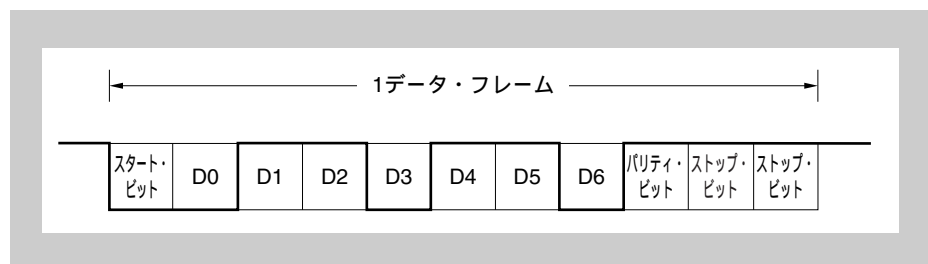 1データ・フレーム
スタート・
ビット
D0
D1
D2
D3
D4
D5
D6
パリティ・
ビット
ストップ・
ビット
ストップ・
ビット